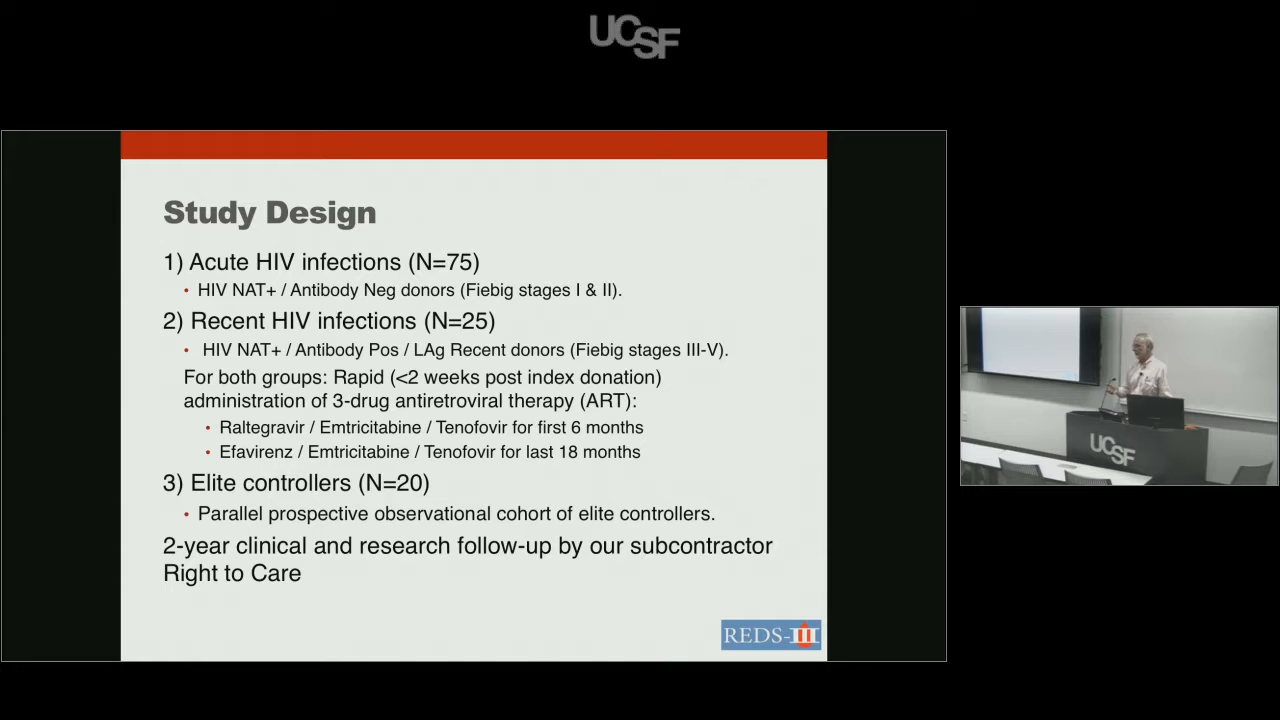 UCSF
Study Design
1) Acute HIV infections (N=75)
• HIV NAT+ / Antibody Neg donors (Fiebig stages I & II).
2) Recent HIV infections (N=25)
• HIV NAT+ / Antibody Pos / LAg Recent donors (Fiebig stages III-V).
For both groups: Rapid (<2 weeks post index donation)
administration of 3-drug antiretroviral therapy (ART):
• Raltegravir / Emtricitabine / Tenofovir for first 6 months
• Efavirenz / Emtricitabine / Tenofovir for last 18 months
3) Elite controllers (N=20)
• Parallel prospective observational cohort of elite controllers.
2-year clinical and research follow-up by our subcontractor
Right to Care
REDS-III
UCSF